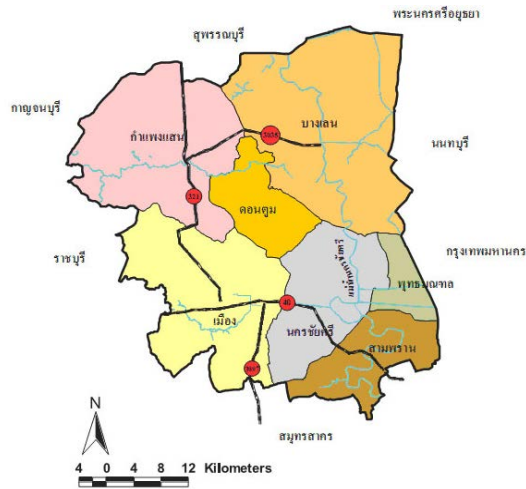 พระนครศรีอยุธยา
สุพรรณบุรี
กาญจนบุรี
กำแพงแสน
บางเลน
นนทบุรี
321
ดอนตูม
ราชบุรี
กรุงเทพมหานคร
พุทธมณฑล
เมือง
นครชัยศรี
สามพราน
สมุทรสาคร
N
4 0 4 8 12 Kilometers